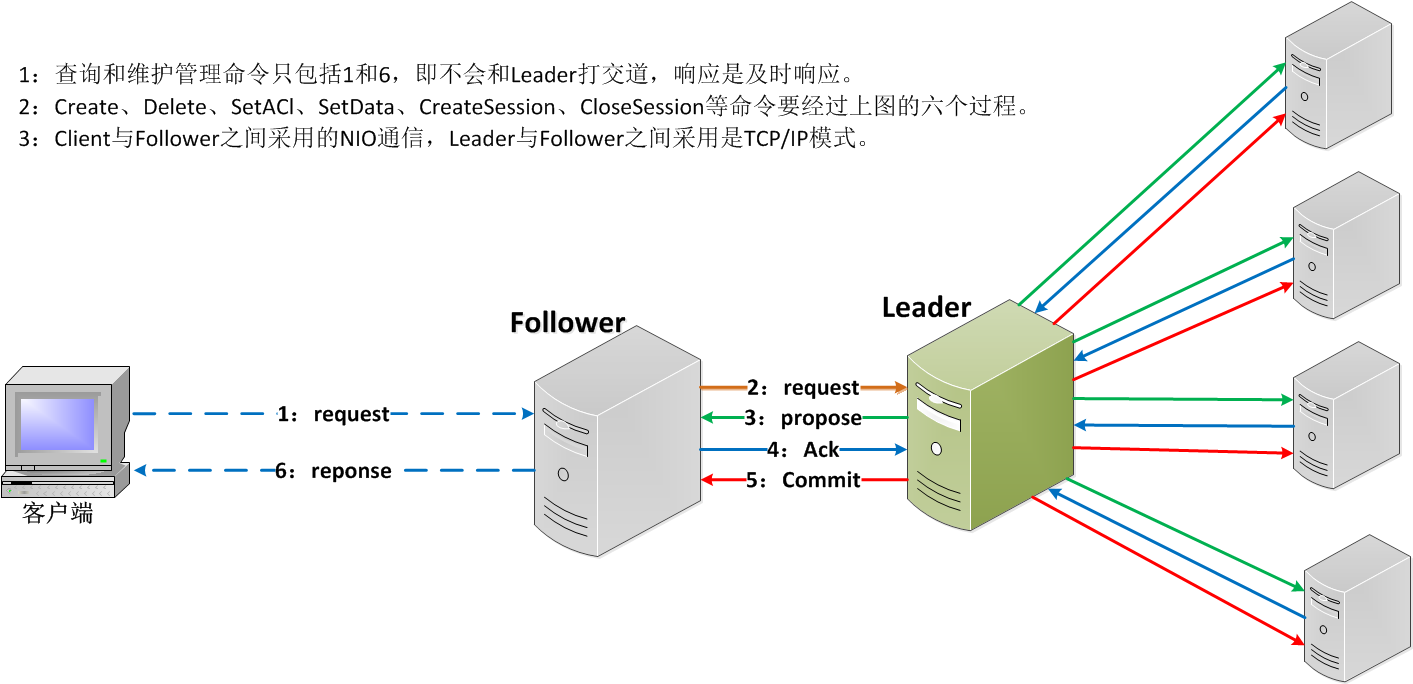 1：查询和维护管理命令只包括1和6，即不会和Leader打交道，响应是及时响应。
2：Create、Delete、SetACl、SetData、CreateSession、CloseSession等命令要经过上图的六个过程。
3：Client与Follower之间采用的NIO通信，Leader与Follower之间采用是TCP/IP模式。
Leader
Follower
2：request
1：request
3：propose
4：Ack
6：reponse
5：Commit
客户端